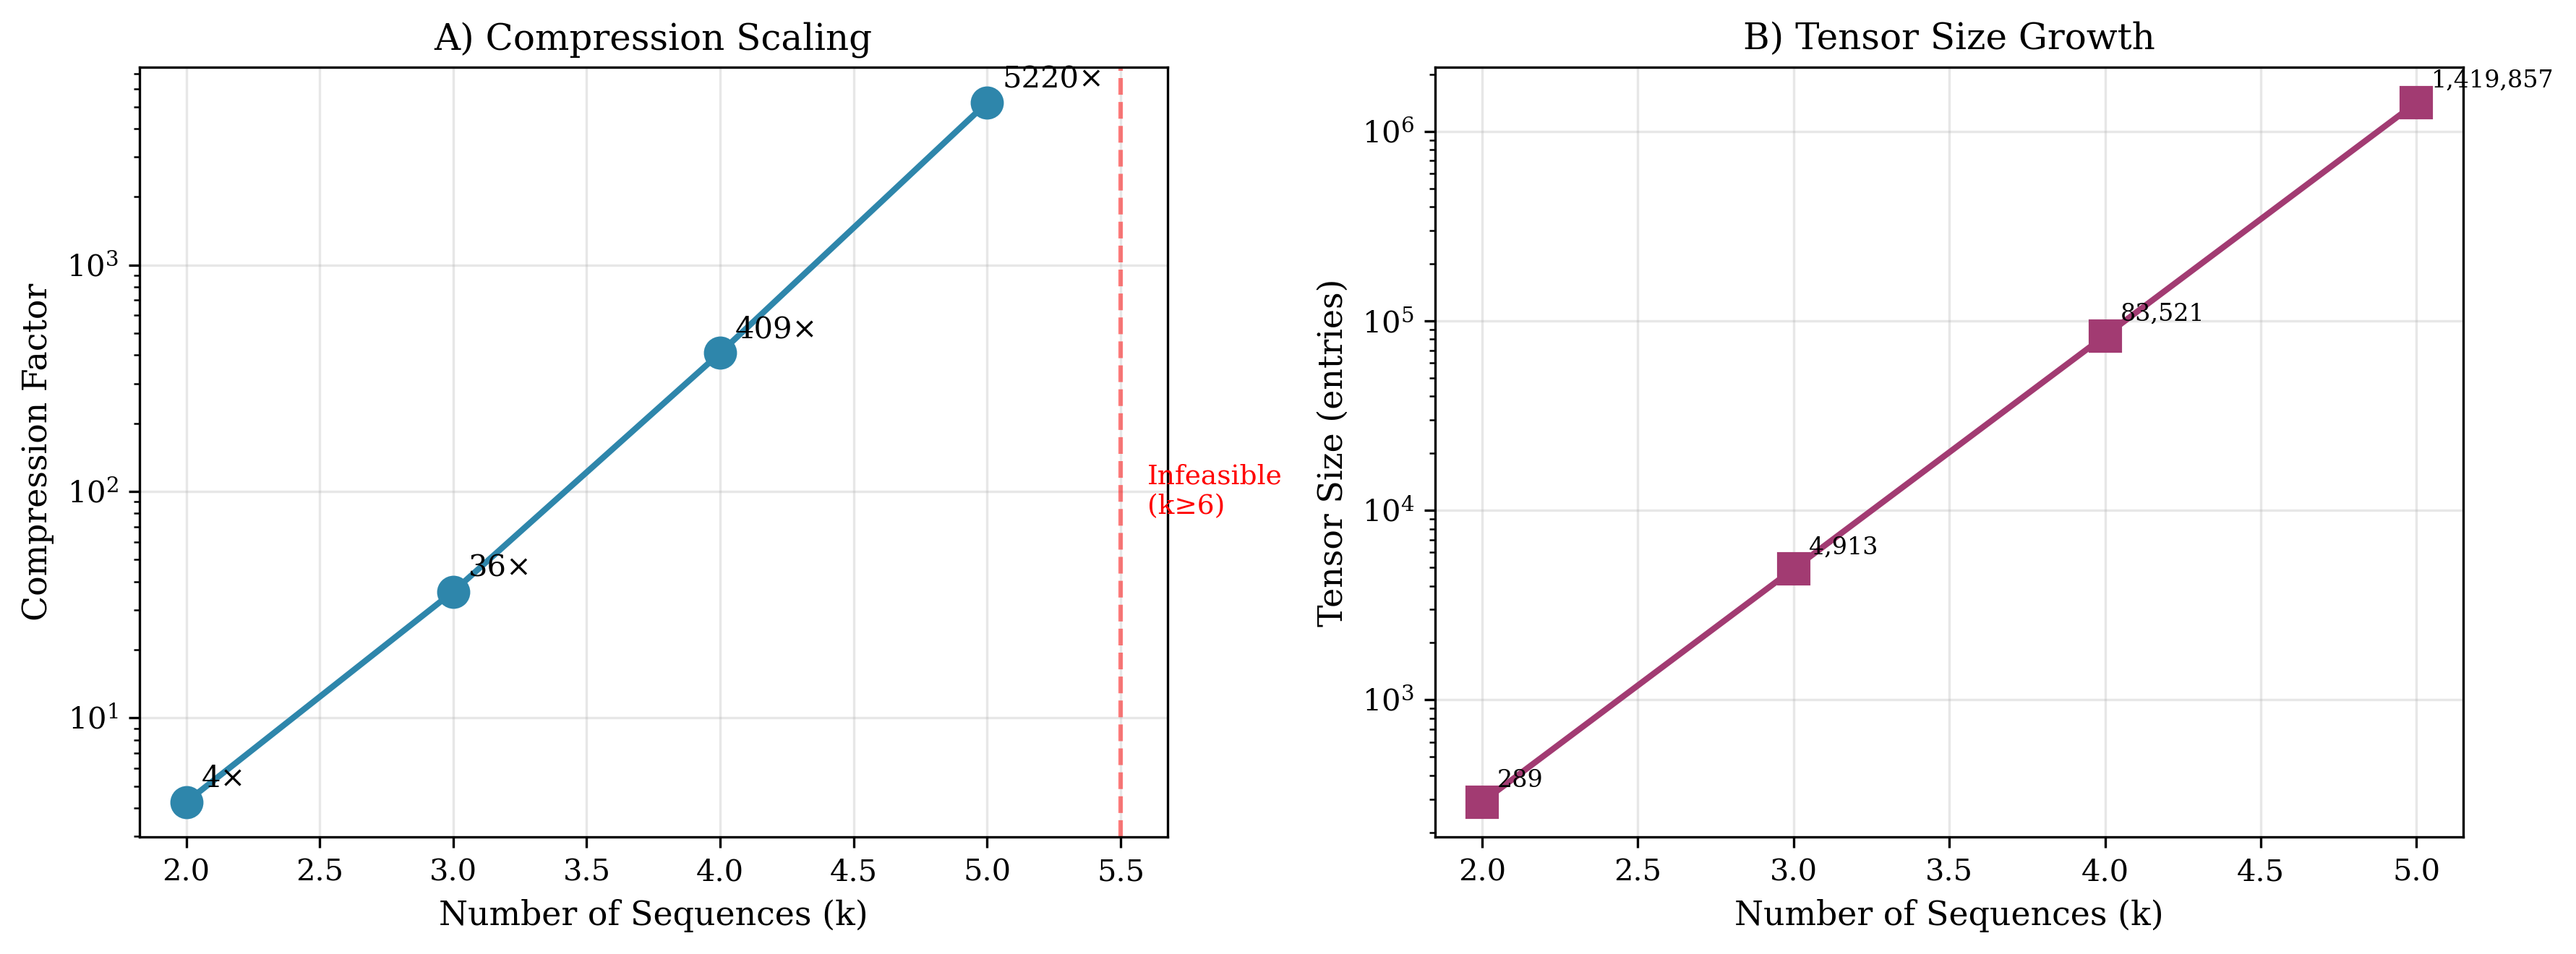 A) Compression Scaling
Compression Factor
10³
10²
10¹
5220×
409×
36×
4×
Infeasible
(k≥6)
2.0 2.5 3.0 3.5 4.0 4.5 5.0 5.5
Number of Sequences (k)
B) Tensor Size Growth
Tensor Size (entries)
10⁶
10⁵
10⁴
10³
1,419,857
83,521
4,913
289
2.0 2.5 3.0 3.5 4.0 4.5 5.0
Number of Sequences (k)